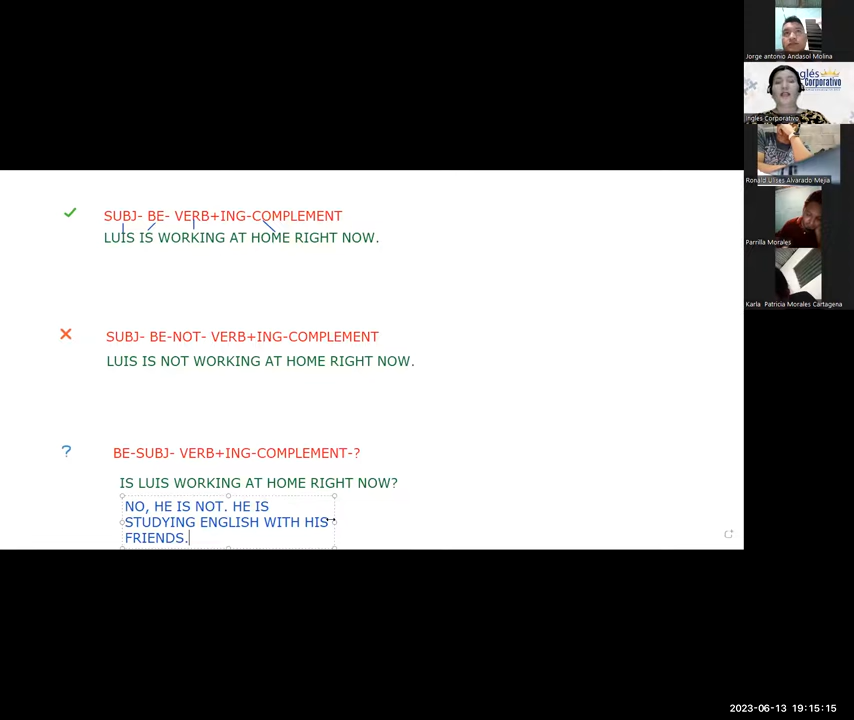 Jorge antonio Andasol Molina
glés
Corporativo
Inglés Corporativo
Ronald Ulises Alvarado Mejia
Parrilla Morales
Karla Patricia Morales Cartagena
SUBJ- BE- VERB+ING-COMPLEMENT
LUIS IS WORKING AT HOME RIGHT NOW.
SUBJ- BE-NOT- VERB+ING-COMPLEMENT
LUIS IS NOT WORKING AT HOME RIGHT NOW.
?
BE-SUBJ- VERB+ING-COMPLEMENT-?
IS LUIS WORKING AT HOME RIGHT NOW?
NO, HE IS NOT. HE IS
STUDYING ENGLISH WITH HIS
FRIENDS.
2023-06-13 19:15:15